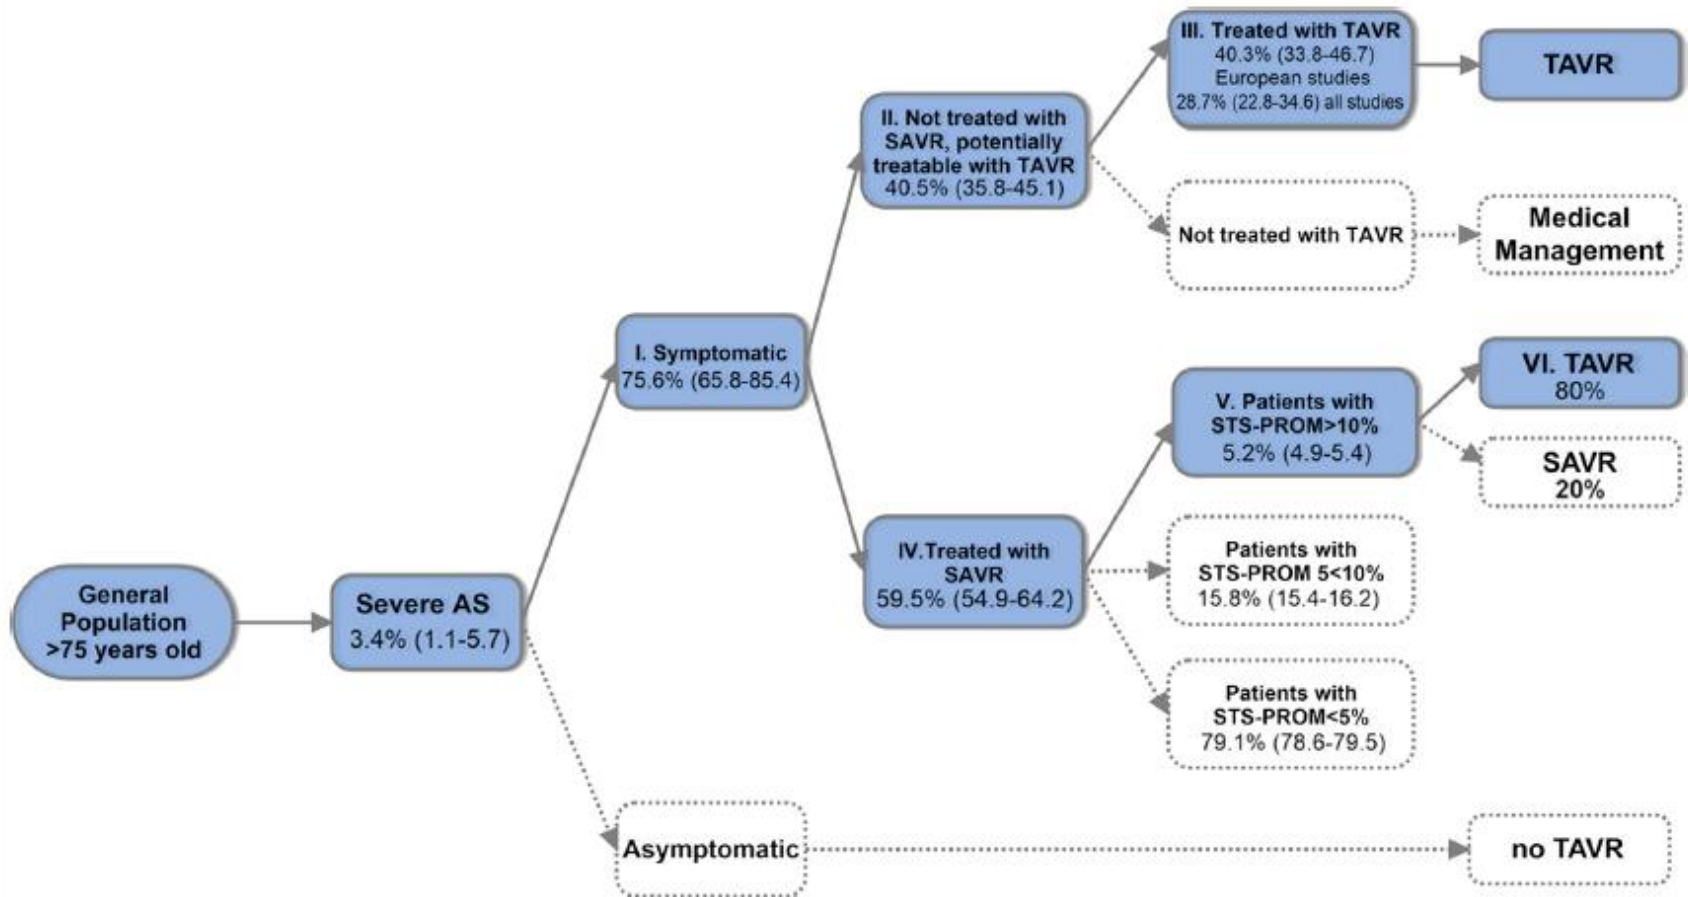 General
Population
>75 years old
Severe AS
3.4% (1.1-5.7)
I. Symptomatic
75.6% (65.8-85.4)
Asymptomatic
II. Not treated with
SAVR, potentially
treatable with TAVR
40.5% (35.8-45.1)
IV.Treated with
SAVR
59.5% (54.9-64.2)
III. Treated with TAVR
40.3% (33.8-46.7)
European studies
28.7% (22.8-34.6) all studies
Not treated with TAVR
V. Patients with
STS-PROM>10%
5.2% (4.9-5.4)
Patients with
STS-PROM 5<10%
15.8% (15.4-16.2)
Patients with
STS-PROM<5%
79.1% (78.6-79.5)
TAVR
Medical
Management
VI. TAVR
80%
SAVR
20%
no TAVR